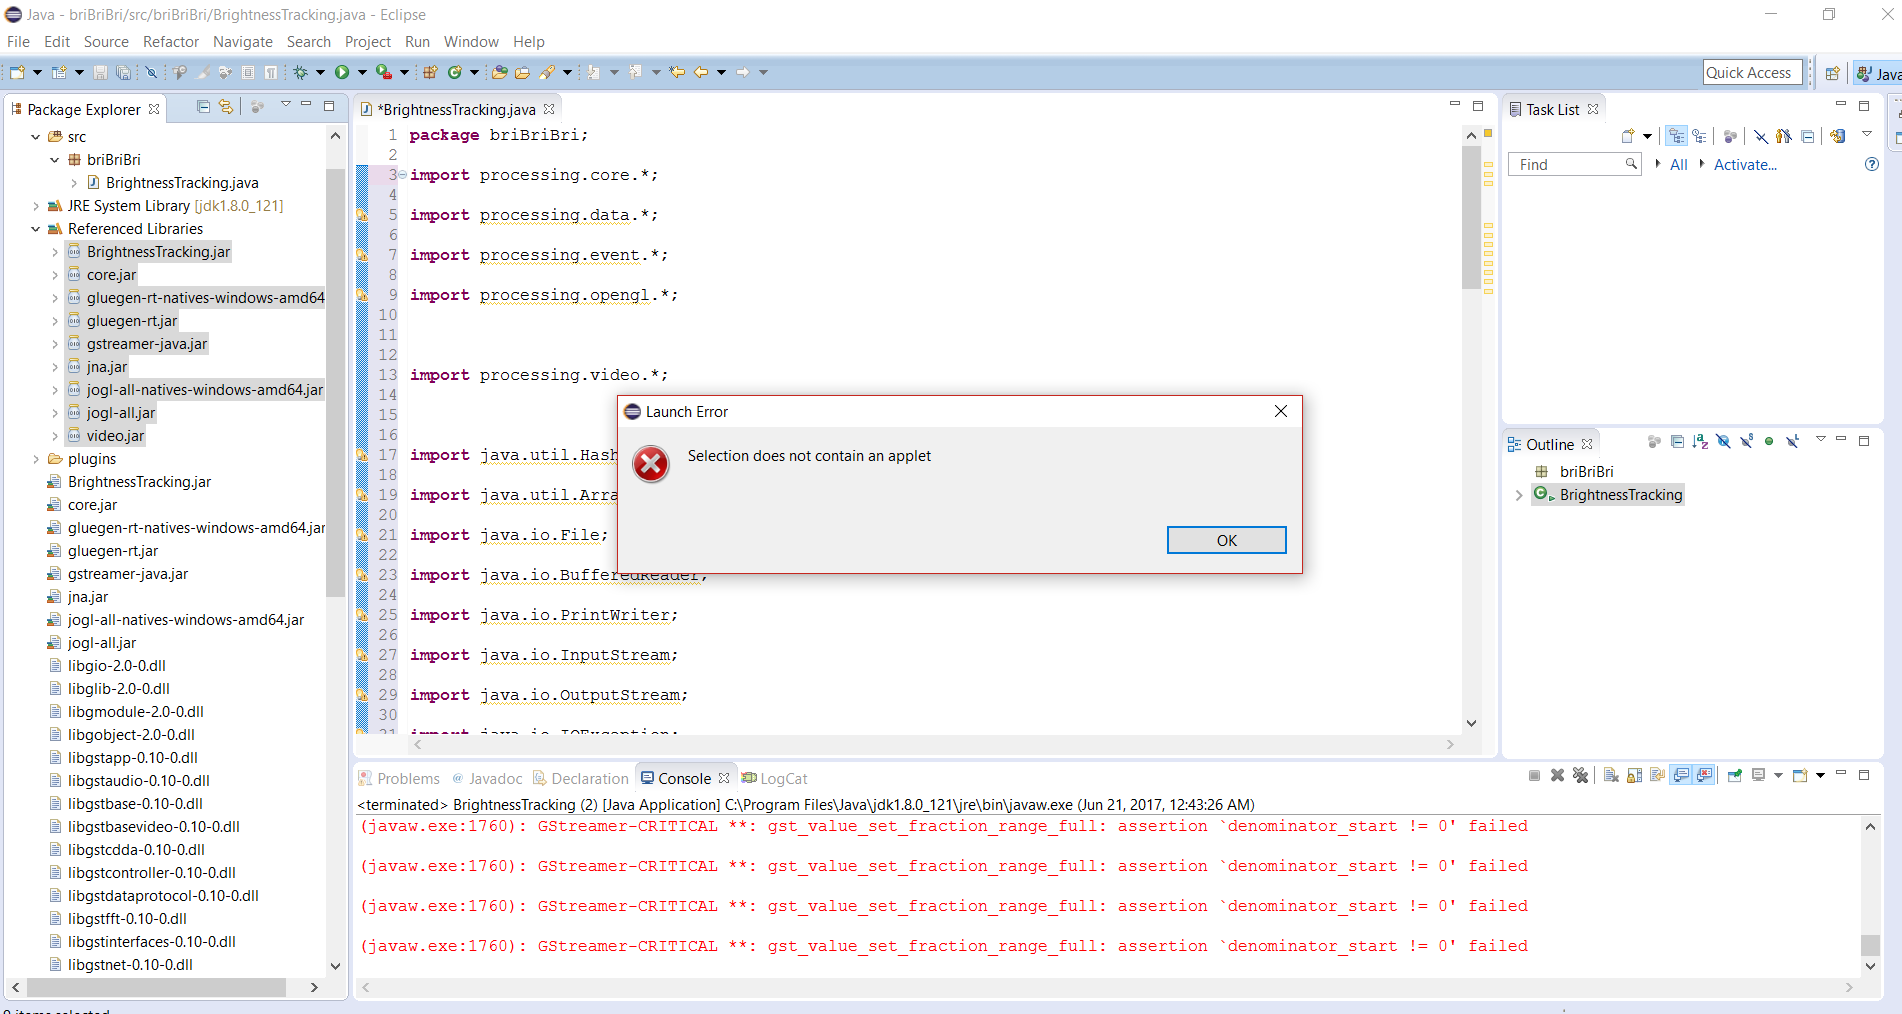 Java - briBriBri/src/briBriBri/BrightnessTracking.java - Eclipse
File Edit Source Refactor Navigate Search Project Run Window Help
Quick Access
Java
Package Explorer
src
briBriBri
BrightnessTracking.java
JRE System Library [jdk1.8.0_121]
Referenced Libraries
BrightnessTracking.jar
core.jar
gluegen-rt-natives-windows-amd64
gluegen-rt.jar
gstreamer-java.jar
jna.jar
jogl-all-natives-windows-amd64.jar
jogl-all.jar
video.jar
plugins
BrightnessTracking.jar
core.jar
gluegen-rt-natives-windows-amd64.jar
gluegen-rt.jar
gstreamer-java.jar
jna.jar
jogl-all-natives-windows-amd64.jar
jogl-all.jar
libgio-2.0-0.dll
libglib-2.0-0.dll
libgmodule-2.0-0.dll
libgobject-2.0-0.dll
libgstapp-0.10-0.dll
libgstaudio-0.10-0.dll
libgstbase-0.10-0.dll
libgstbasevideo-0.10-0.dll
libgstcdda-0.10-0.dll
libgstcontroller-0.10-0.dll
libgstdataprotocol-0.10-0.dll
libgstfft-0.10-0.dll
libgstinterfaces-0.10-0.dll
libgstnet-0.10-0.dll
*BrightnessTracking.java
1 package briBriBri;
2
3 import processing.core.*;
4
5 import processing.data.*;
6
7 import processing.event.*;
8
9 import processing.opengl.*;
10
11
12
13 import processing.video.*;
14
15
16
17 import java.util.Hash
18
19 import java.util.Arra
20
21 import java.io.File;
22
23 import java.io.BufferedReader;
24
25 import java.io.PrintWriter;
26
27 import java.io.InputStream;
28
29 import java.io.OutputStream;
30
31 import java.io.IOException;
Launch Error
Selection does not contain an applet
OK
Task List
Find All Activate...
Outline
briBriBri
BrightnessTracking
Problems Javadoc Declaration Console LogCat
<terminated> BrightnessTracking (2) [Java Application] C:\Program Files\Java\jdk1.8.0_121\jre\bin\javaw.exe (Jun 21, 2017, 12:43:26 AM)
(javaw.exe:1760): GStreamer-CRITICAL **: gst_value_set_fraction_range_full: assertion `denominator_start != 0' failed
(javaw.exe:1760): GStreamer-CRITICAL **: gst_value_set_fraction_range_full: assertion `denominator_start != 0' failed
(javaw.exe:1760): GStreamer-CRITICAL **: gst_value_set_fraction_range_full: assertion `denominator_start != 0' failed
(javaw.exe:1760): GStreamer-CRITICAL **: gst_value_set_fraction_range_full: assertion `denominator_start != 0' failed
items selected